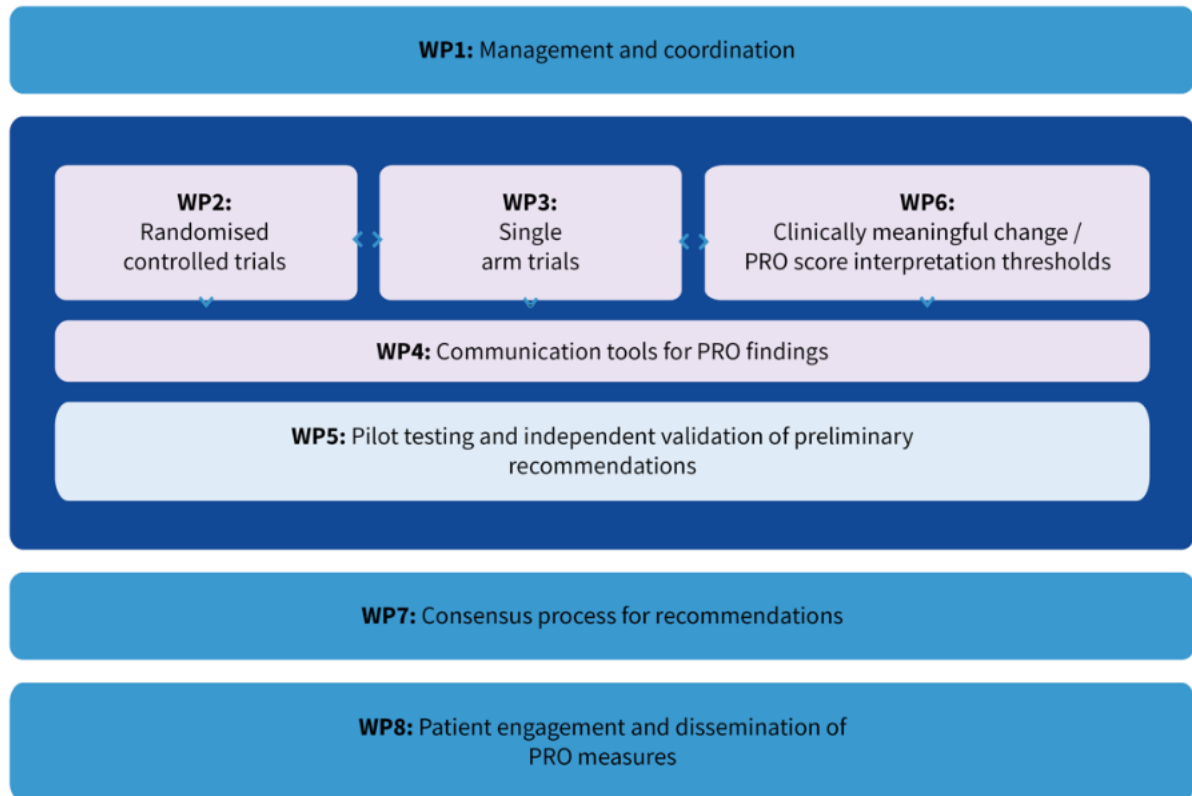 WP1: Management and coordination
WP2:
Randomised
controlled trials
WP3:
Single
arm trials
WP6:
Clinically meaningful change /
PRO score interpretation thresholds
WP4: Communication tools for PRO findings
WP5: Pilot testing and independent validation of preliminary
recommendations
WP7: Consensus process for recommendations
WP8: Patient engagement and dissemination of
PRO measures